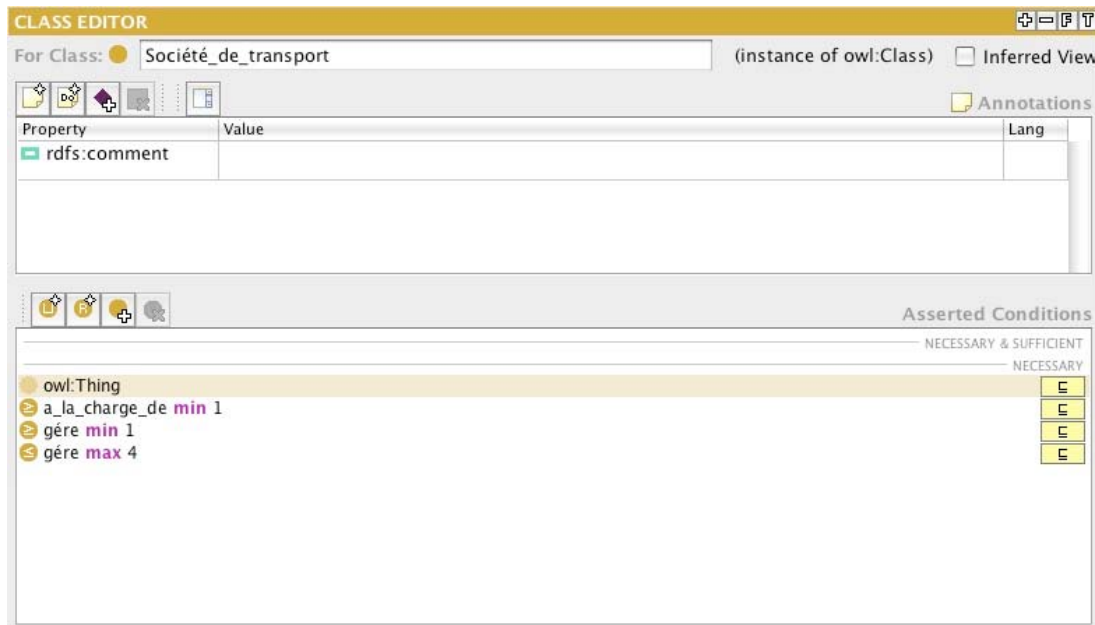 CLASS EDITOR
For Class: Société_de_transport (instance of owl:Class) Inferred View
Annotations
Property Value Lang
rdfs:comment
Asserted Conditions
NECESSARY & SUFFICIENT
NECESSARY
owl:Thing
a_la_charge_de min 1
gére min 1
gére max 4